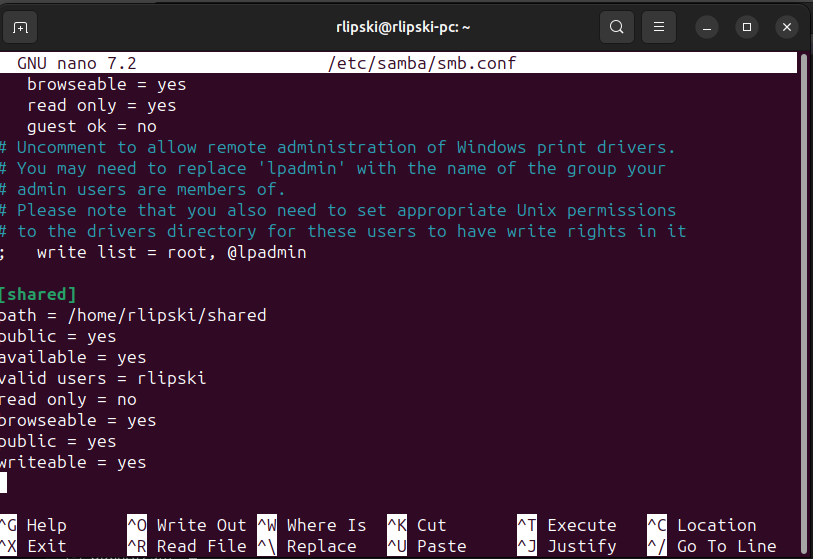 rlipski@rlipski-pc: ~
GNU nano 7.2 /etc/samba/smb.conf
browseable = yes
read only = yes
guest ok = no
# Uncomment to allow remote administration of Windows print drivers.
# You may need to replace 'lpadmin' with the name of the group your
# admin users are members of.
# Please note that you also need to set appropriate Unix permissions
# to the drivers directory for these users to have write rights in it
; write list = root, @lpadmin
[shared]
path = /home/rlipski/shared
public = yes
available = yes
valid users = rlipski
read only = no
browseable = yes
public = yes
writeable = yes
^G Help ^O Write Out ^W Where Is ^K Cut ^T Execute ^C Location
^X Exit ^R Read File ^\ Replace ^U Paste ^J Justify ^/ Go To Line